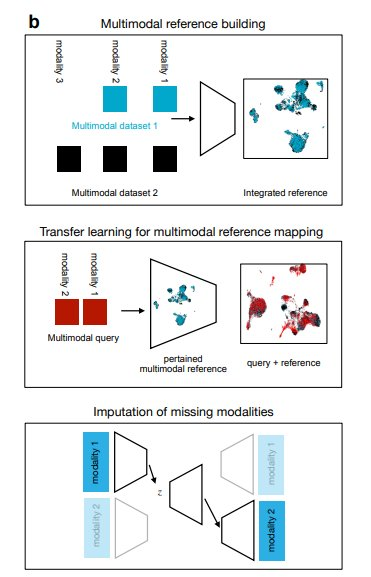 b
Multimodal reference building
modality 3
modality 2
modality 1
Multimodal dataset 1
Multimodal dataset 2
Integrated reference
Transfer learning for multimodal reference mapping
modality 2
modality 1
Multimodal query
pertained
multimodal reference
query + reference
Imputation of missing modalities
modality 1
modality 2
z
modality 1
modality 2